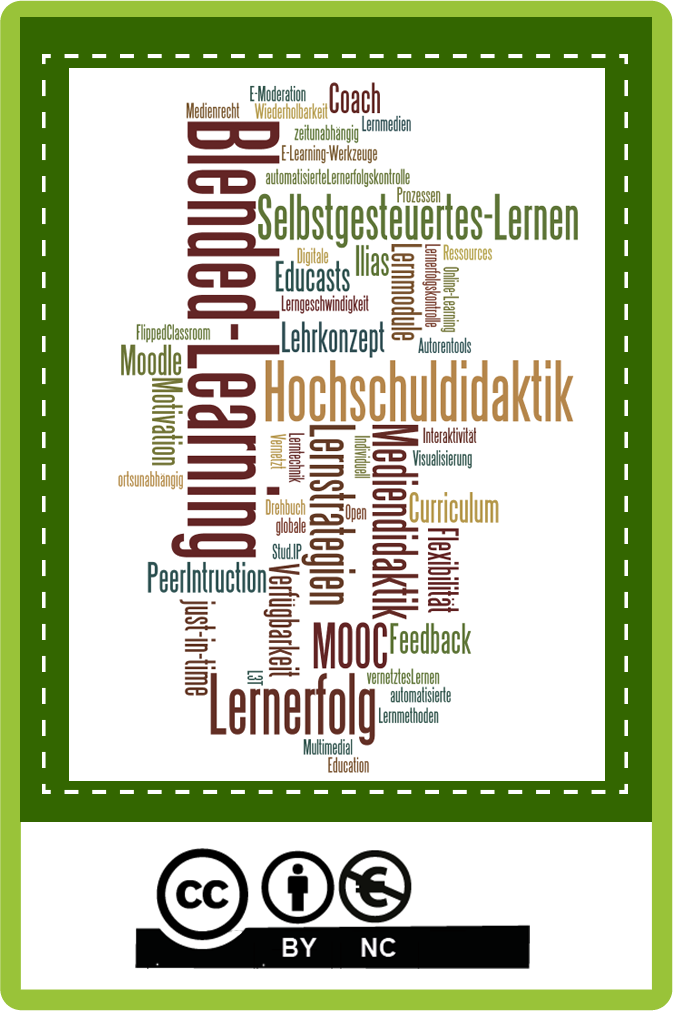 E-Moderation
Coach
Medienrecht
Wiederholbarkeit
Lernmedien
zeitunabhängig
E-Learning-Werkzeuge
Blended-Learning
automatisierteLernerfolgskontrolle
Prozessen
Selbstgesteuertes-Lernen
Digitale
Ilias
Lernmodule
Lernerfolgskontrolle
Ressources
Educasts
Online-Learning
Lerngeschwindigkeit
FlippedClassroom
Lehrkonzept
Autorentools
Moodle
Hochschuldidaktik
Motivation
Vernetzt
Lerntechnik
Lernstrategien
Individuell
Mediendidaktik
Interaktivität
Visualisierung
ortsunabhängig
Drehbuch
Open
Curriculum
globale
Flexibilität
Stud.IP
PeerIntruction
Verfügbarkeit
just-in-time
MOOC
Feedback
L3T
vernetztesLernen
Lernerfolg
automatisierte
Lernmethoden
Multimedial
Education
cc
BY NC